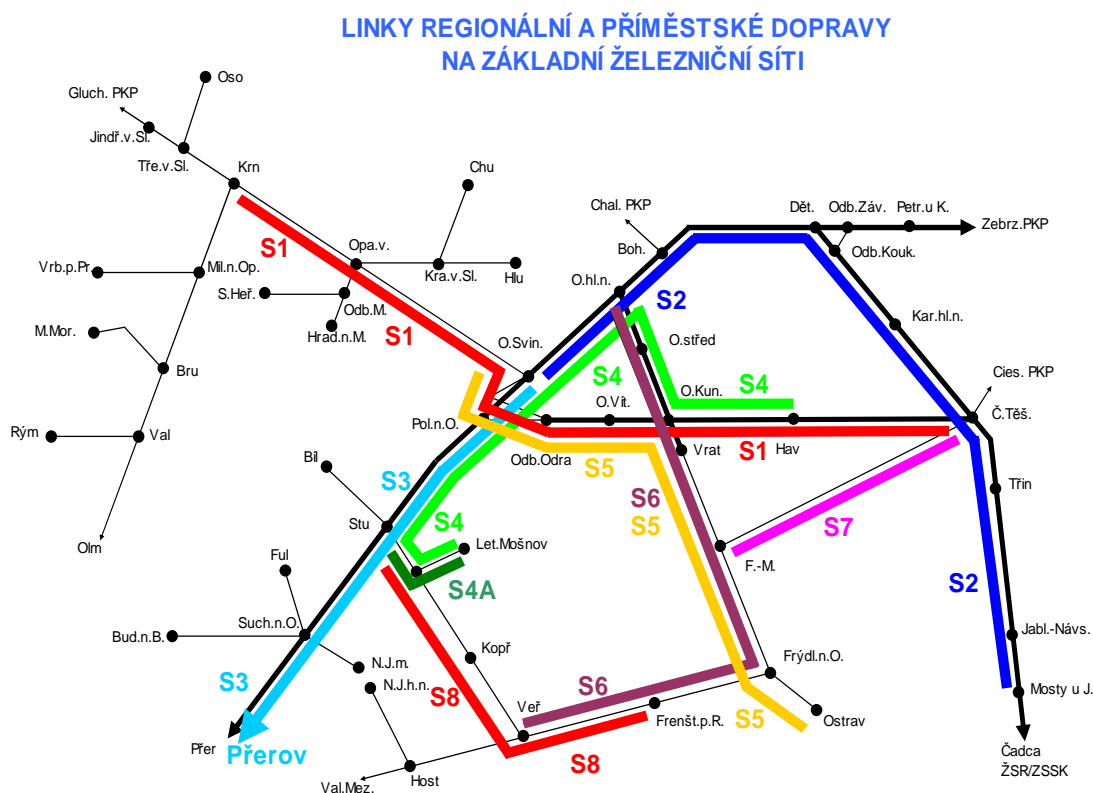 LINKY REGIONÁLNÍ A PŘÍMĚSTSKÉ DOPRAVY
NA ZÁKLADNÍ ŽELEZNIČNÍ SÍTI
Oso
Gluch. PKP
Jindř.v.Sl.
Tře.v.Sl.
Krn
Chu
Chal. PKP
Dět.
Odb.Záv.
Petr.u K.
Zebrz.PKP
S1
Opa.v.
Boh.
Odb.Kouk.
Vrb.p.Pr.
Mil.n.Op.
Kra.v.Sl.
Hlu
O.hl.n.
S2
S.Heř.
Odb.M.
M.Mor.
Hrad.n.M.
S1
O.střed
Kar.hl.n.
O.Svin.
Bru
S4
S4
Cies. PKP
O.Vít.
O.Kun.
Č.Těš.
Rým
Val
Pol.n.O.
Vrat
S1
Hav
Bíl
Odb.Odra
S5
S3
S6
Třin
Stu
S5
S7
S4
Olm
Ful
Let.Mošnov
F.-M.
S4A
S2
Such.n.O.
Bud.n.B.
Jabl.-Návs.
Kopř
N.J.m.
Frýdl.n.O.
S3
N.J.h.n.
S8
S6
Mosty u J.
Veř
Frenšt.p.R.
S5
Ostrav
Přer
Přerov
S8
Čadca
ŽSR/ZSSK
Val.Mez.
Host